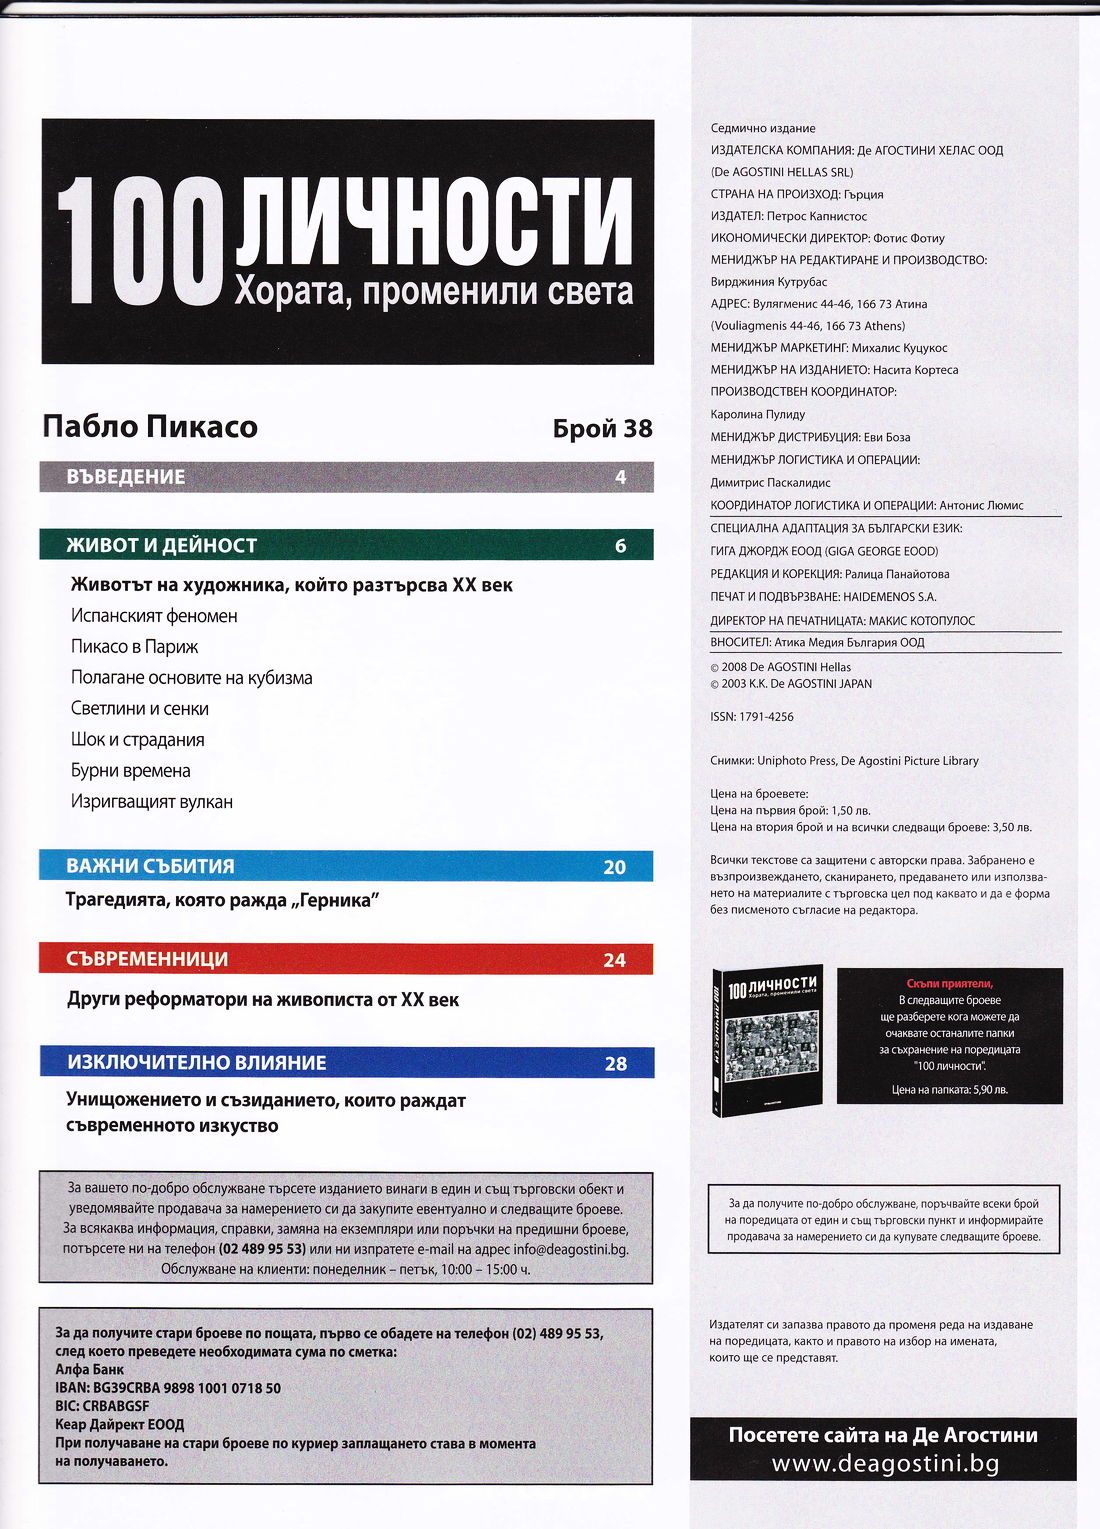 100 ЛИЧНОСТИ
Хората, променили света
Пабло Пикасо
Брой 38
ВЪВЕДЕНИЕ 4
ЖИВОТ И ДЕЙНОСТ 6
Животът на художника, който разтърсва XX век
Испанският феномен
Пикасо в Париж
Полагане основите на кубизма
Светлини и сенки
Шок и страдания
Бурни времена
Изригващият вулкан
ВАЖНИ СЪБИТИЯ 20
Трагедията, която ражда „Герника”
СЪВРЕМЕННИЦИ 24
Други реформатори на живописта от XX век
ИЗКЛЮЧИТЕЛНО ВЛИЯНИЕ 28
Унищожението и съзиданието, които раждат
съвременното изкуство
За вашето по-добро обслужване търсете изданието винаги в един и същ търговски обект и
уведомявайте продавача за намерението си да закупите евентуално и следващите броеве.
За всякаква информация, справки, замяна на екземпляри или поръчки на предишни броеве,
потърсете ни на телефон (02 489 95 53) или ни изпратете e-mail на адрес info@deagostini.bg.
Обслужване на клиенти: понеделник – петък, 10:00 – 15:00 ч.
За да получите стари броеве по пощата, първо се обадете на телефон (02) 489 95 53,
след което преведете необходимата сума по сметка:
Алфа Банк
IBAN: BG39CRBA 9898 1001 0718 50
BIC: CRBABGSF
Кеар Дайрект ЕООД
При получаване на стари броеве по куриер заплащането става в момента
на получаването.
Седмично издание
ИЗДАТЕЛСКА КОМПАНИЯ: Де АГОСТИНИ ХЕЛАС ООД
(De AGOSTINI HELLAS SRL)
СТРАНА НА ПРОИЗХОД: Гърция
ИЗДАТЕЛ: Петрос Капнистос
ИКОНОМИЧЕСКИ ДИРЕКТОР: Фотис Фотиу
МЕНИДЖЪР НА РЕДАКТИРАНЕ И ПРОИЗВОДСТВО:
Вирджиния Кутрубас
АДРЕС: Вулягменис 44-46, 166 73 Атина
(Vouliagmenis 44-46, 166 73 Athens)
МЕНИДЖЪР МАРКЕТИНГ: Михалис Куцукос
МЕНИДЖЪР НА ИЗДАНИЕТО: Насита Кортеса
ПРОИЗВОДСТВЕН КООРДИНАТОР:
Каролина Пулиду
МЕНИДЖЪР ДИСТРИБУЦИЯ: Еви Боза
МЕНИДЖЪР ЛОГИСТИКА И ОПЕРАЦИИ:
Димитрис Паскалидис
КООРДИНАТОР ЛОГИСТИКА И ОПЕРАЦИИ: Антонис Люмис
СПЕЦИАЛНА АДАПТАЦИЯ ЗА БЪЛГАРСКИ ЕЗИК:
ГИГА ДЖОРДЖ ЕООД (GIGA GEORGE EOOD)
РЕДАКЦИЯ И КОРЕКЦИЯ: Ралица Панайотова
ПЕЧАТ И ПОДВЪРЗВАНЕ: HAIDEMENOS S.A.
ДИРЕКТОР НА ПЕЧАТНИЦАТА: МАКИС КОТОПУЛОС
ВНОСИТЕЛ: Атика Медия България ООД
© 2008 De AGOSTINI Hellas
© 2003 K.K. De AGOSTINI JAPAN
ISSN: 1791-4256
Снимки: Uniphoto Press, De Agostini Picture Library
Цена на броевете:
Цена на първия брой: 1,50 лв.
Цена на втория брой и на всички следващи броеве: 3,50 лв.
Всички текстове са защитени с авторски права. Забранено е
възпроизвеждането, сканирането, предаването или използва-
нето на материалите с търговска цел под каквато и да е форма
без писменото съгласие на редактора.
100 ЛИЧНОСТИ
Хората, променили света
100 ЛИЧНОСТИ
Скъпи приятели,
В следващите броеве
ще разберете кога можете да
очаквате останалите папки
за съхранение на поредицата
"100 личности".
Цена на папката: 5,90 лв.
За да получите по-добро обслужване, поръчвайте всеки брой
на поредицата от един и същ търговски пункт и информирайте
продавача за намерението си да купувате следващите броеве.
Издателят си запазва правото да променя реда на издаване
на поредицата, както и правото на избор на имената,
които ще се представят.
Посетете сайта на Де Агостини
www.deagostini.bg